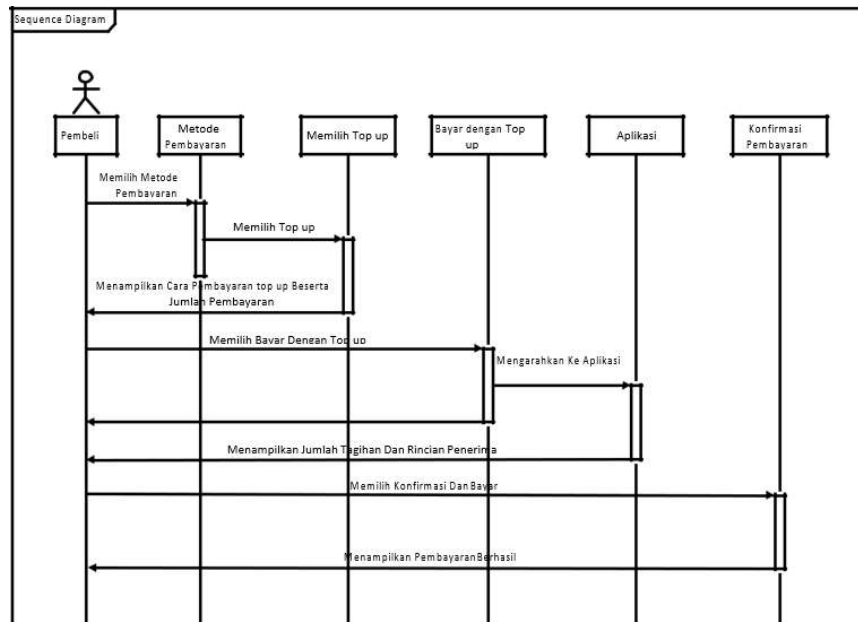 Sequence Diagram
Pembeli
Metode
Pembayaran
Memilih Top up
Bayar dengan Top
up
Aplikasi
Konfirmasi
Pembayaran
Memilih Metode
Pembayaran
Memilih Top up
Menampilkan Cara Pembayaran top up Beserta
Jumlah Pembayaran
Memilih Bayar Dengan Top up
Mengarahkan Ke Aplikasi
Menampilkan Jumlah Tagihan Dan Rincian Penerima
Memilih Konfirmasi Dan Bayar
Menampilkan Pembayaran Berhasil